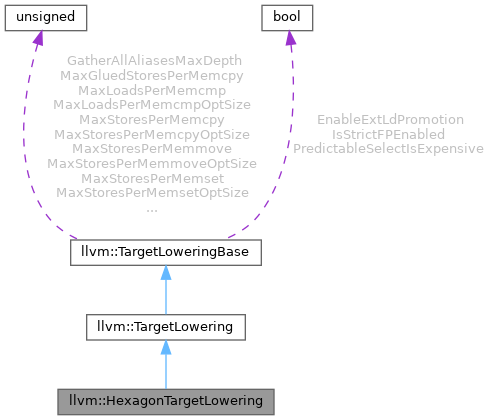 unsigned
bool
GatherAllAliasesMaxDepth
MaxGluedStoresPerMemcpy
MaxLoadsPerMemcmp
MaxLoadsPerMemcmpOptSize
MaxStoresPerMemcpy
MaxStoresPerMemcpyOptSize
MaxStoresPerMemmove
MaxStoresPerMemmoveOptSize
MaxStoresPerMemset
MaxStoresPerMemsetOptSize
...
EnableExtLdPromotion
IsStrictFPEnabled
PredictableSelectIsExpensive
llvm::TargetLoweringBase
llvm::TargetLowering
llvm::HexagonTargetLowering